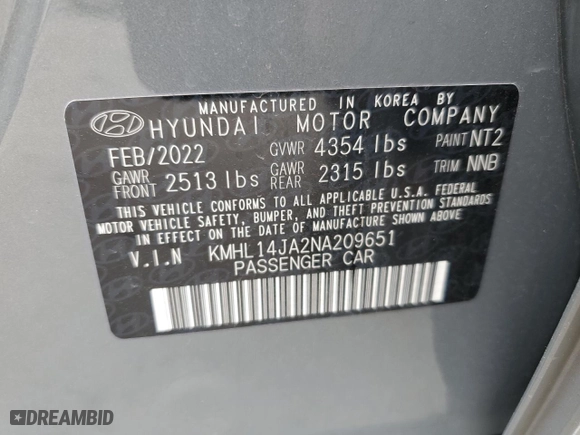 MANUFACTURED IN KOREA BY
HYUNDAI MOTOR COMPANY
FEB/2022 GVWR 4354 lbs PAINT NT2
GAWR FRONT 2513 lbs GAWR REAR 2315 lbs TRIM NNB
THIS VEHICLE CONFORMS TO ALL APPLICABLE U.S.A. FEDERAL
MOTOR VEHICLE SAFETY, BUMPER, AND THEFT PREVENTION STANDARDS
IN EFFECT ON THE DATE OF MANUFACTURE SHOWN ABOVE.
V.I.N KMHL14JA2NA209651
PASSENGER CAR
DREAMBID